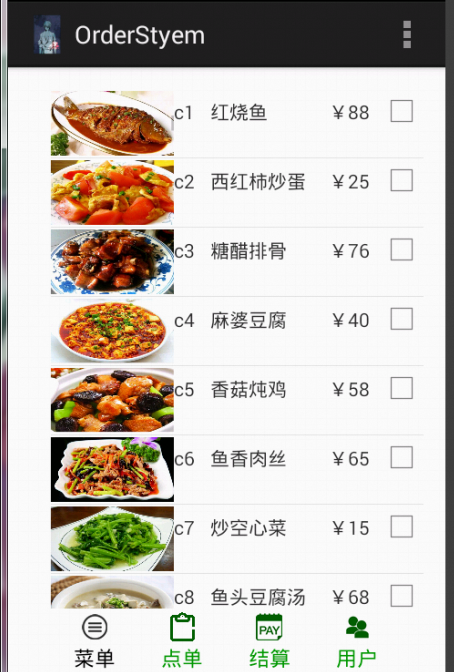 OrderStyem
c1 红烧鱼 ￥88
c2 西红柿炒蛋 ￥25
c3 糖醋排骨 ￥76
c4 麻婆豆腐 ￥40
c5 香菇炖鸡 ￥58
c6 鱼香肉丝 ￥65
c7 炒空心菜 ￥15
c8 鱼头豆腐汤 ￥68
PAY
菜单 点单 结算 用户